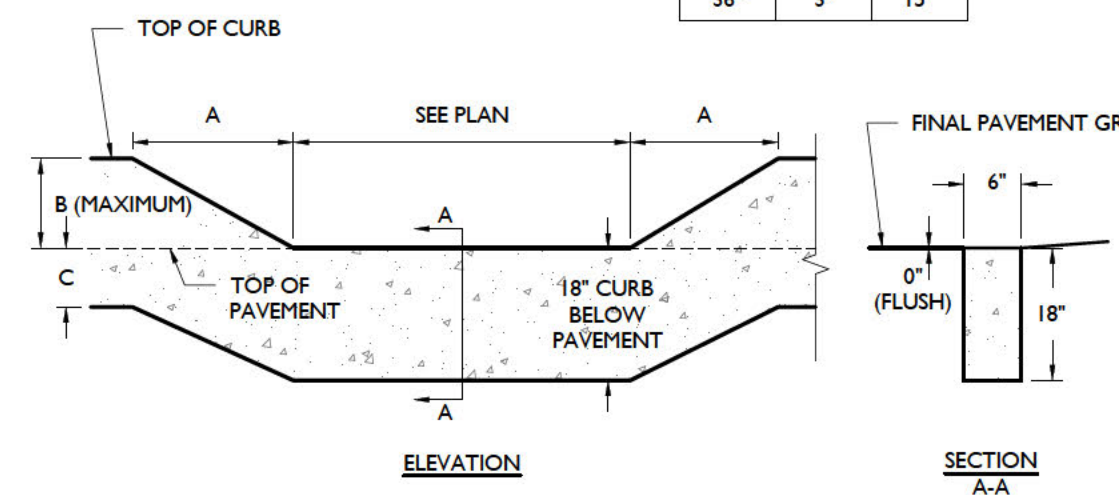 TOP OF CURB
A
SEE PLAN
A
B (MAXIMUM)
A
C
TOP OF
PAVEMENT
18" CURB
BELOW
PAVEMENT
A
ELEVATION
FINAL PAVEMENT GR
6"
0"
(FLUSH)
18"
SECTION
A-A